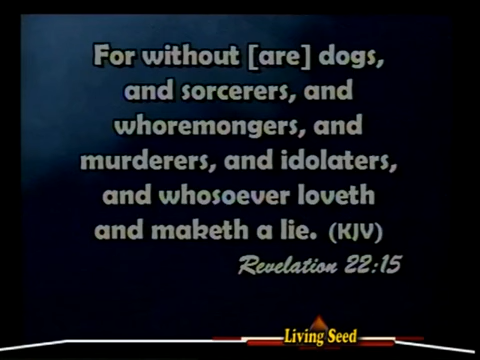 For without [are] dogs,
and sorcerers, and
whoremongers, and
murderers, and idolaters,
and whosoever loveth
and maketh a lie. (KJV)
Revelation 22:15
Living Seed